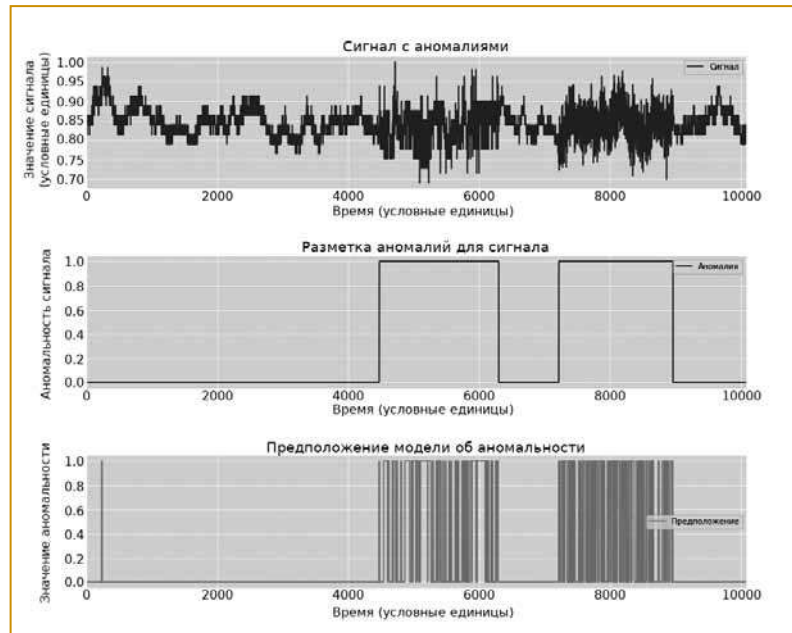 Сигнал с аномалиями
Значение сигнала
(условные единицы)
1.00
0.95
0.90
0.85
0.80
0.75
0.70
Сигнал
0 2000 4000 6000 8000 10000
Время (условные единицы)
Разметка аномалий для сигнала
Аномальность сигнала
1.0
0.8
0.6
0.4
0.2
0.0
Аномалия
0 2000 4000 6000 8000 10000
Время (условные единицы)
Предположение модели об аномальности
Значение аномальности
1.0
0.8
0.6
0.4
0.2
0.0
Предположение
0 2000 4000 6000 8000 10000
Время (условные единицы)